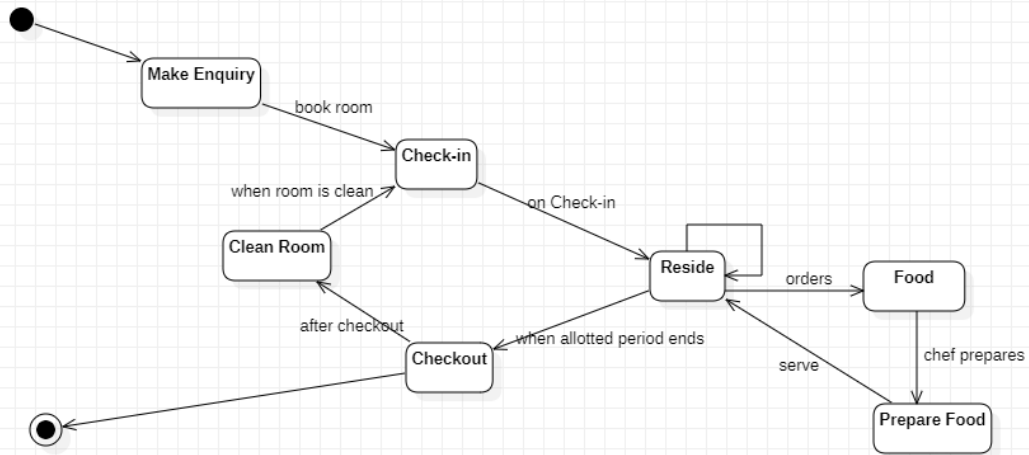 Make Enquiry
book room
Check-in
when room is clean
on Check-in
Clean Room
Reside
orders
Food
after checkout
when allotted period ends
Checkout
serve
chef prepares
Prepare Food